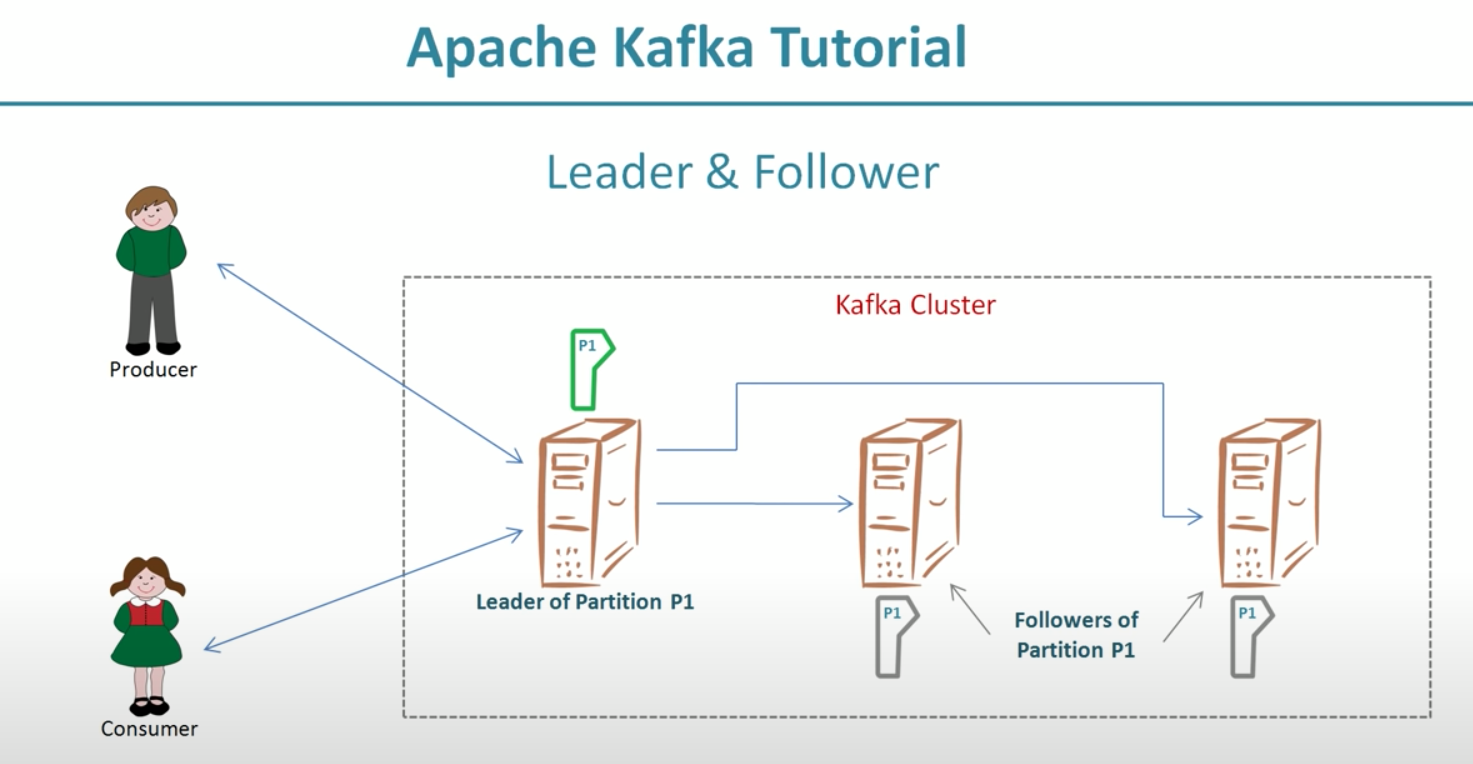 Apache Kafka Tutorial
Leader & Follower
Producer
Kafka Cluster
P1
Leader of Partition P1
P1
Followers of
Partition P1
P1
Consumer